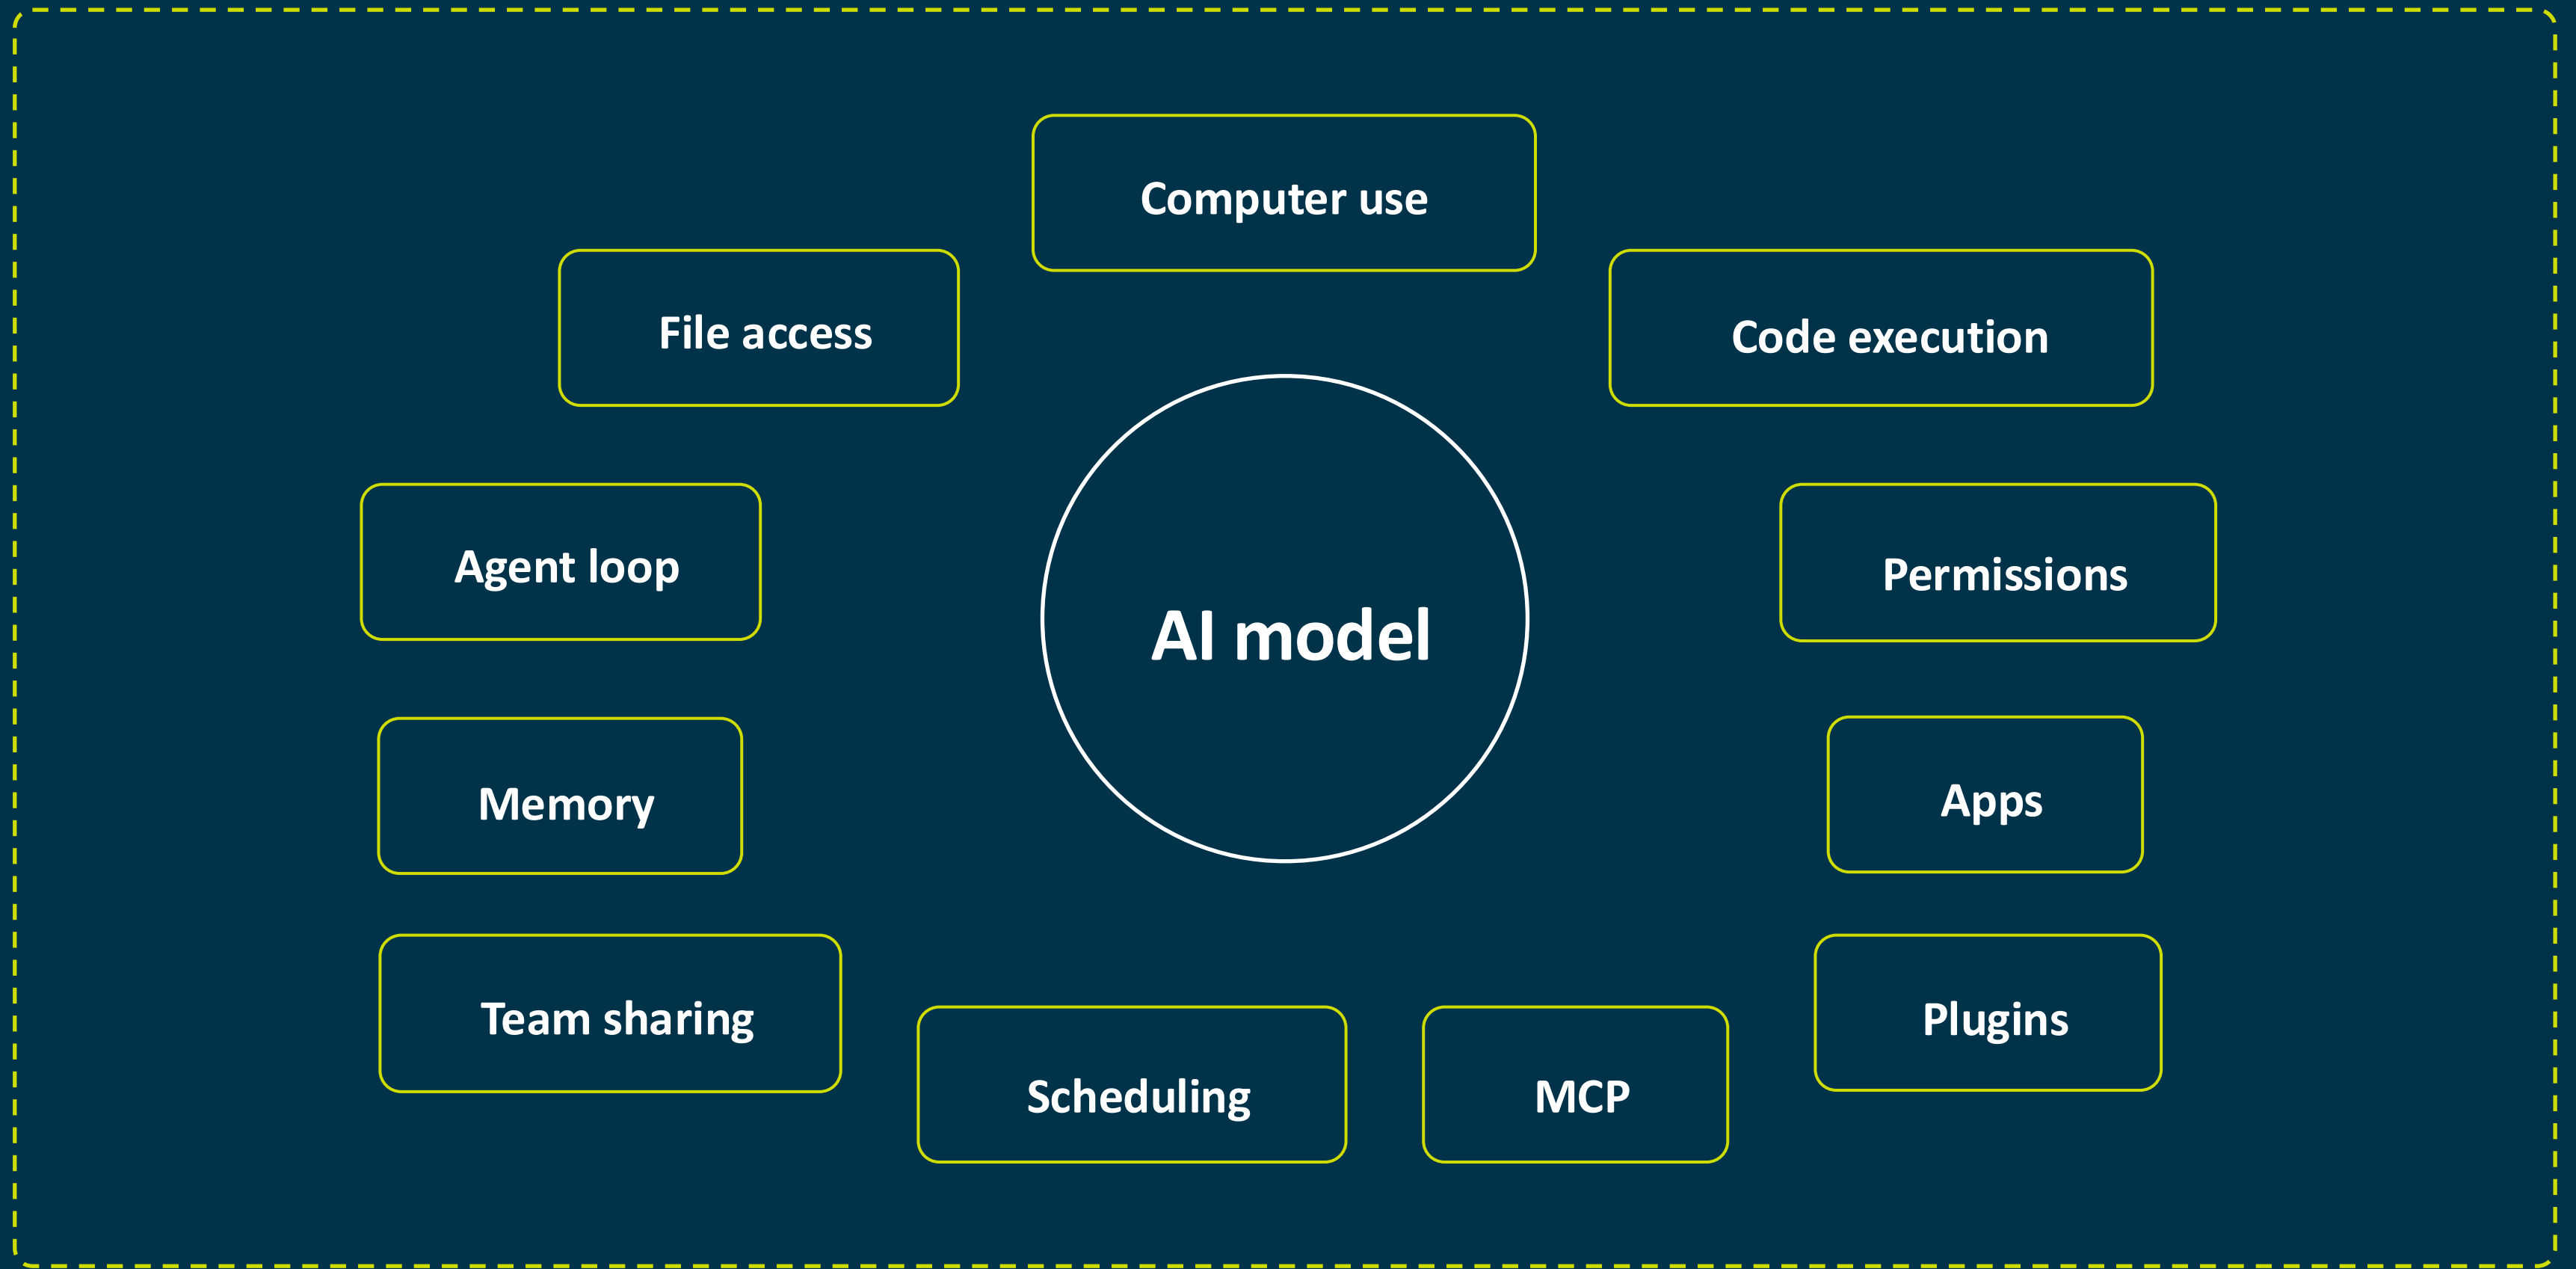 Computer use
File access
Code execution
Agent loop
Permissions
AI model
Memory
Apps
Team sharing
Plugins
Scheduling
MCP